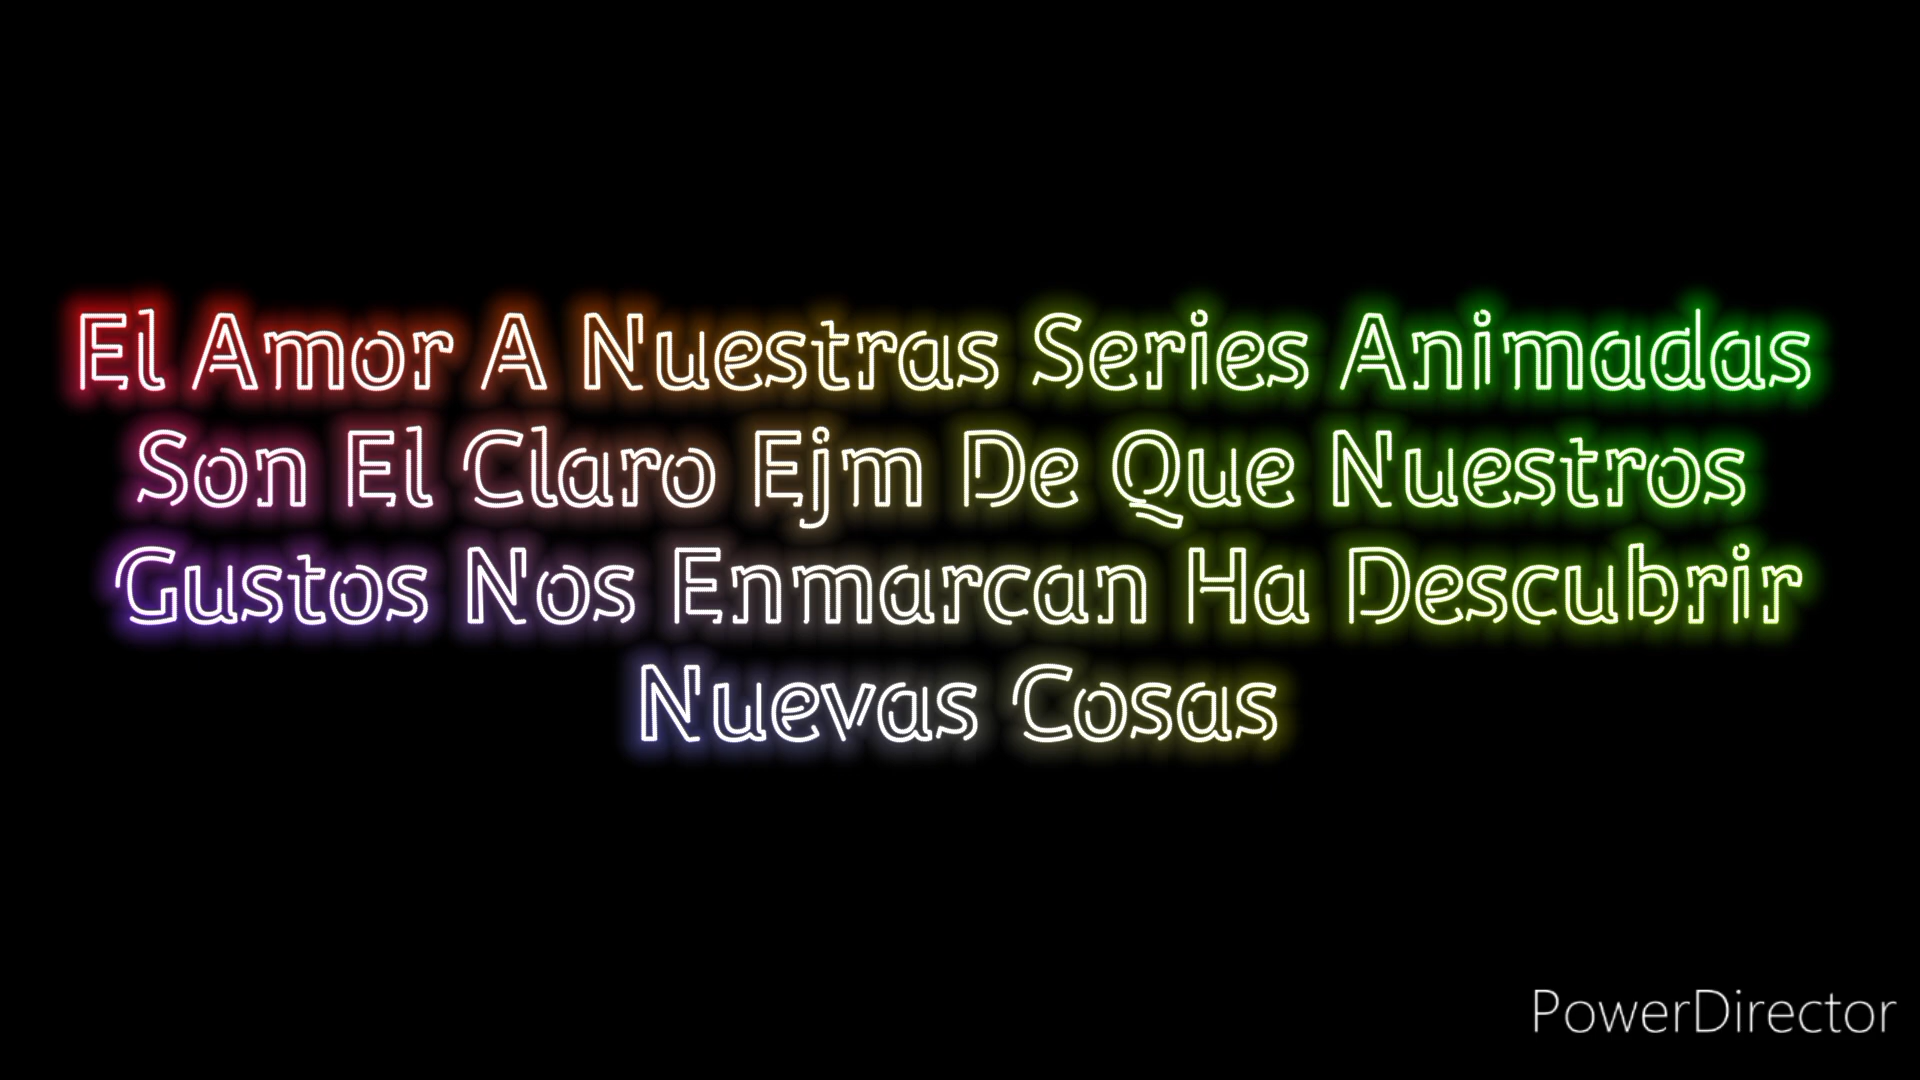 El Amor A Nuestras Series Animadas
Son El Claro Ejm De Que Nuestros
Gustos Nos Enmarcan Ha Descubrir
Nuevas Cosas
PowerDirector